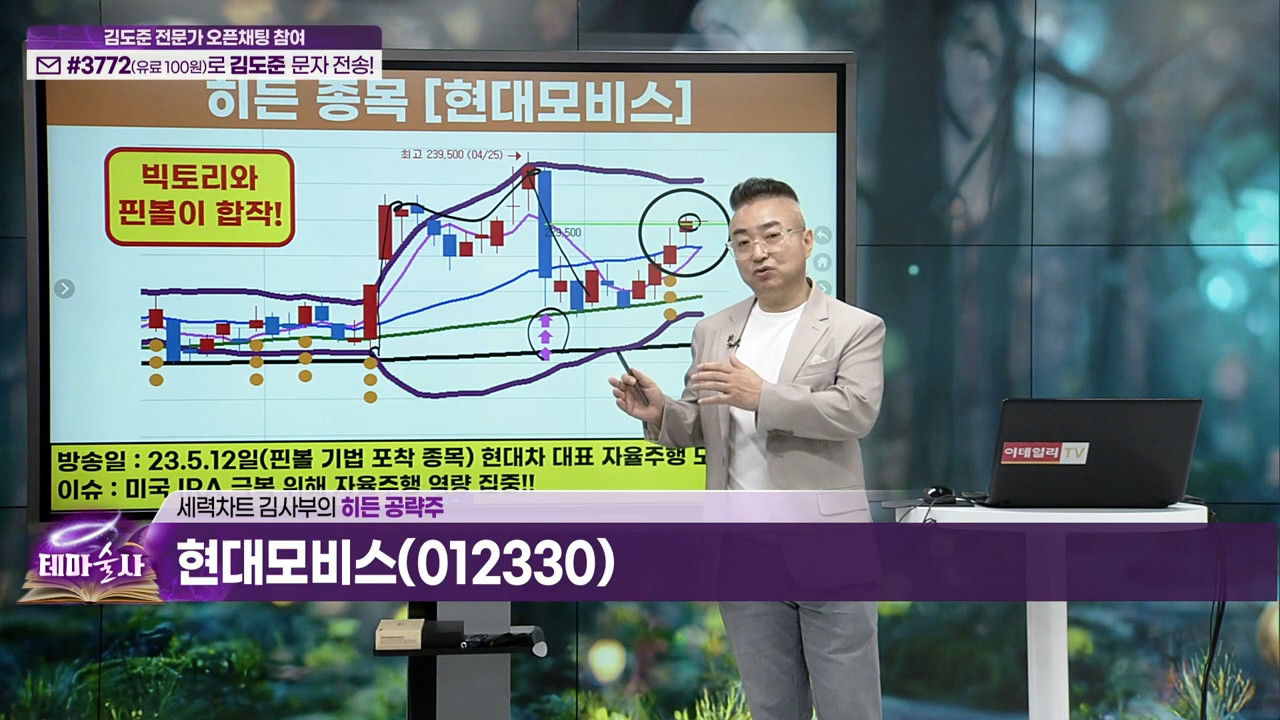 김도준 전문가 오픈채팅 참여
#3772(유료 100원)로 김도준 문자 전송!
히든 종목 [현대모비스]
최고 239,500 (04/25)
빅토리와
핀볼이 합작!
방송일 : 23.5.12일(핀볼 기법 포착 종목) 현대차 대표 자율주행
이슈 : 미국 IRA 극복 위해 자율주행 역량 집중!!
세력차트 김사부의 히든 공략주
테마술사
현대모비스(012330)
이데일리TV